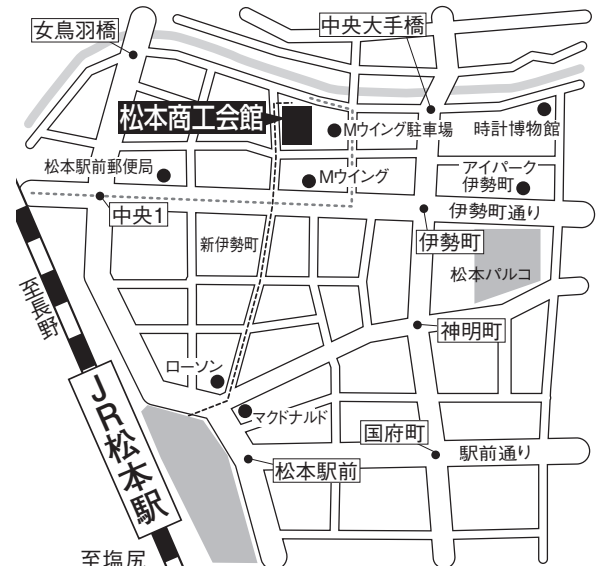 女鳥羽橋
中央大手橋
松本商工会館
Mウイング駐車場
時計博物館
松本駅前郵便局
Mウイング
アイパーク
伊勢町
中央1
伊勢町通り
新伊勢町
伊勢町
松本パルコ
至長野
神明町
ローソン
JR松本駅
マクドナルド
国府町
駅前通り
松本駅前
至塩尻